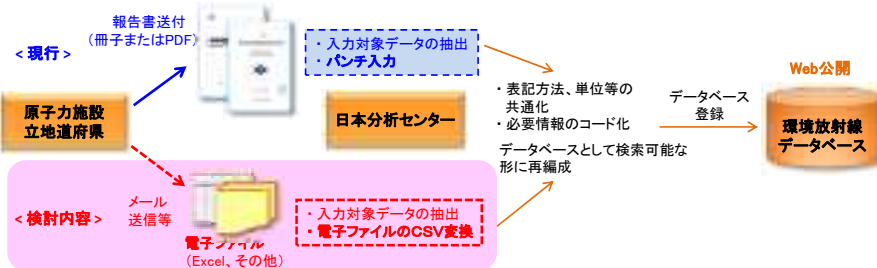 報告書送付
(冊子またはPDF)
<現行>
・入力対象データの抽出
・パンチ入力
原子力施設
立地道府県
日本分析センター
・表記方法、単位等の
共通化
・必要情報のコード化
データベースとして検索可能な
形に再編成
データベース
登録
Web公開
環境放射線
データベース
<検討内容>
メール
送信等
電子ファイル
(Excel、その他)
・入力対象データの抽出
・電子ファイルのCSV変換